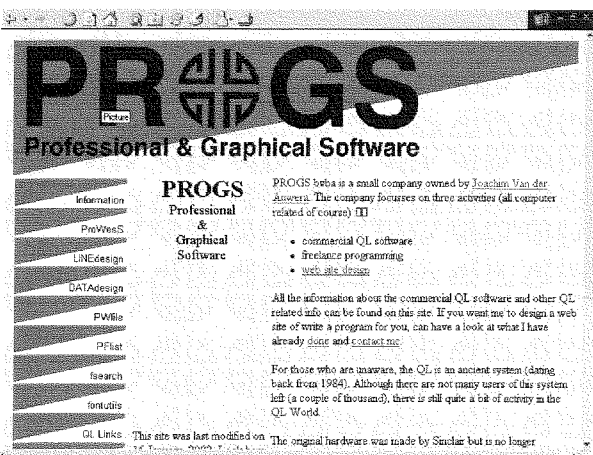 PROGS
Picture
Professional & Graphical Software
Information
ProWesS
LINEdesign
DATAdesign
PWfile
PFlist
fsearch
fontutils
QL Links
PROGS
Professional
&
Graphical
Software
This site was last modified on
PROGS bvba is a small company owned by Joachim Van der
Auwera. The company focusses on three activities (all computer
related of course)
commercial QL software
freelance programming
web site design
All the information about the commercial QL software and other QL
related info can be found on this site. If you want me to design a web
site of write a program for you, can have a look at what I have
already done and contact me.
For those who are unaware, the QL is an ancient system (dating
back from 1984). Although there are not many users of this system
left (a couple of thousand), there is still quite a bit of activity in the
QL World.
The original hardware was made by Sinclair but is no longer